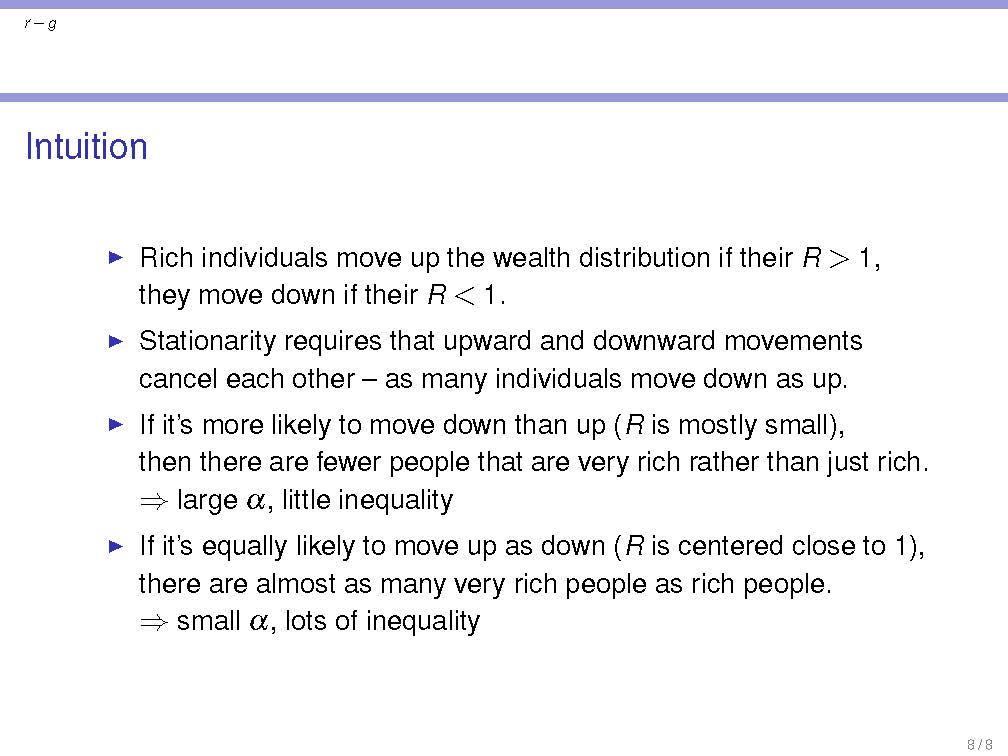 r − g
Intuition
▶ Rich individuals move up the wealth distribution if their R > 1,
they move down if their R < 1.
▶ Stationarity requires that upward and downward movements
cancel each other – as many individuals move down as up.
▶ If it’s more likely to move down than up (R is mostly small),
then there are fewer people that are very rich rather than just rich.
⇒ large α, little inequality
▶ If it’s equally likely to move up as down (R is centered close to 1),
there are almost as many very rich people as rich people.
⇒ small α, lots of inequality
8 / 8